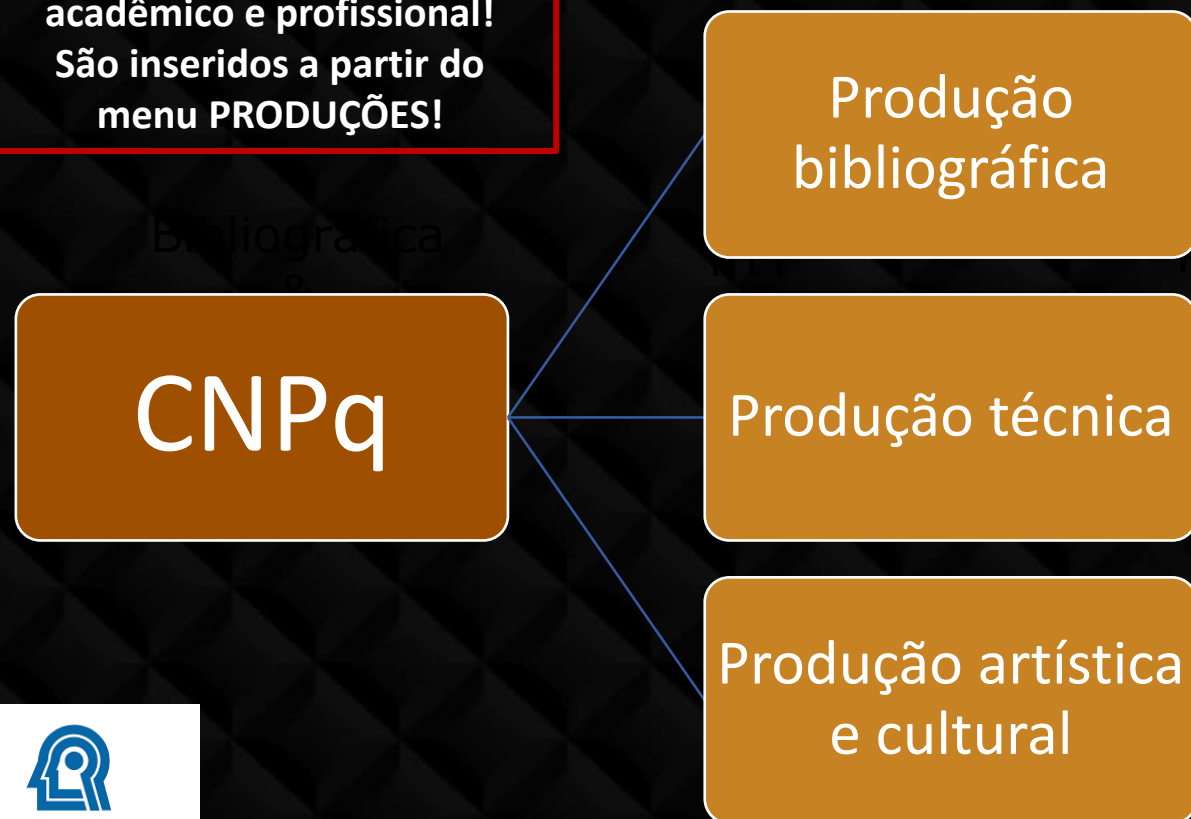 acadêmico e profissional!
São inseridos a partir do
menu PRODUÇÕES!
Bibliográfica
&
CNPq
Produção
bibliográfica
Produção técnica
Produção artística
e cultural